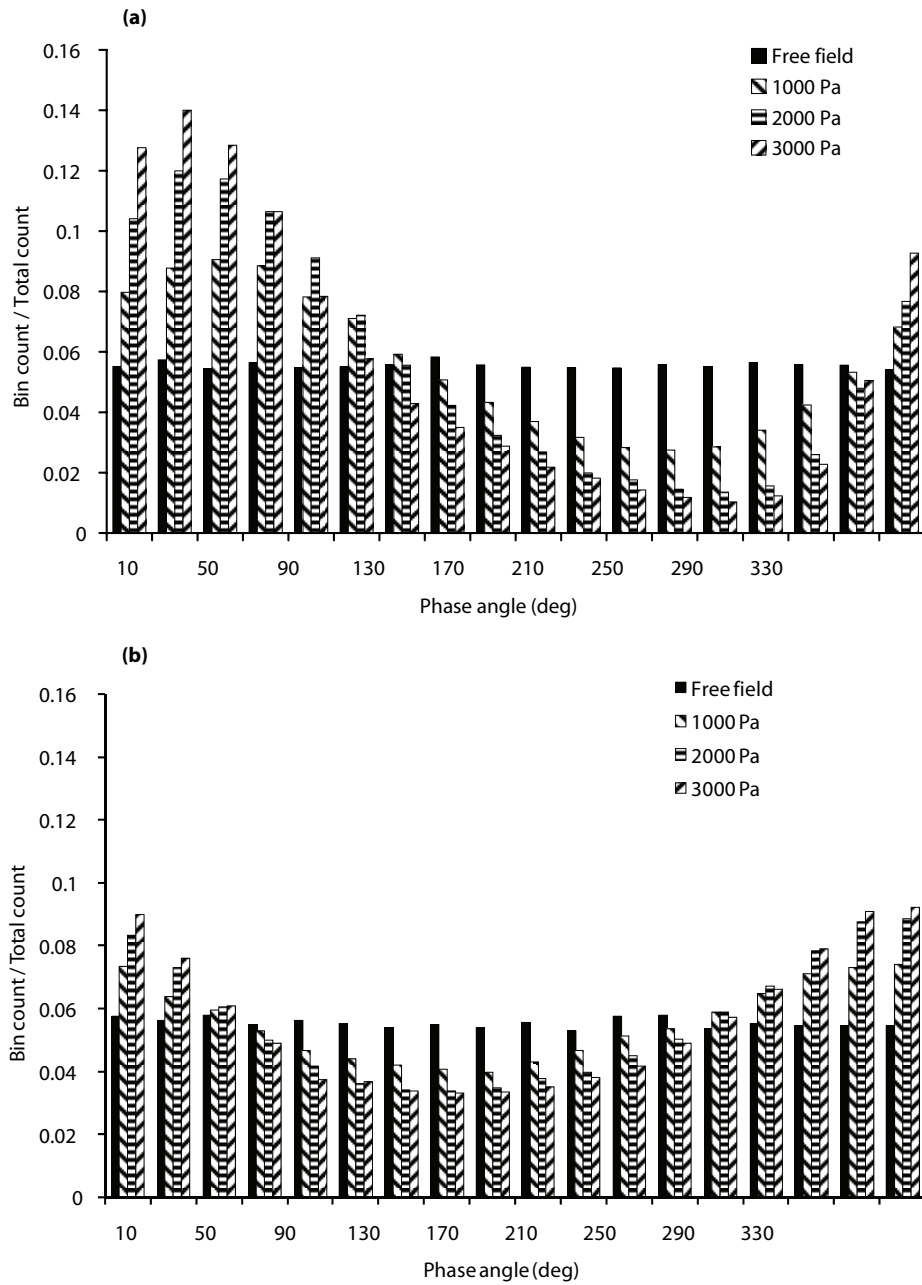 (a)
0.16
0.14
0.12
0.1
0.08
0.06
0.04
0.02
0
Bin count / Total count
Free field
1000 Pa
2000 Pa
3000 Pa
10 50 90 130 170 210 250 290 330
Phase angle (deg)
(b)
0.16
0.14
0.12
0.1
0.08
0.06
0.04
0.02
0
Bin count / Total count
Free field
1000 Pa
2000 Pa
3000 Pa
10 50 90 130 170 210 250 290 330
Phase angle (deg)